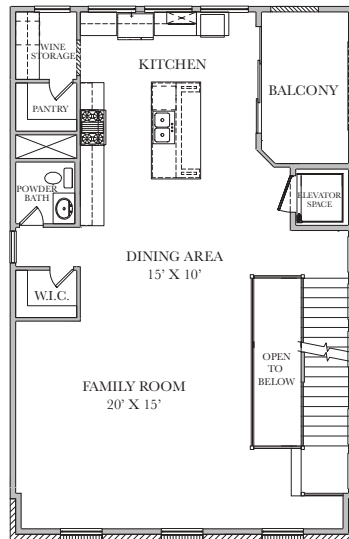 WINE
STORAGE
KITCHEN
BALCONY
PANTRY
POWDER
BATH
ELEVATOR
SPACE
DINING AREA
15' X 10'
W.I.C.
OPEN
TO
BELOW
FAMILY ROOM
20' X 15'